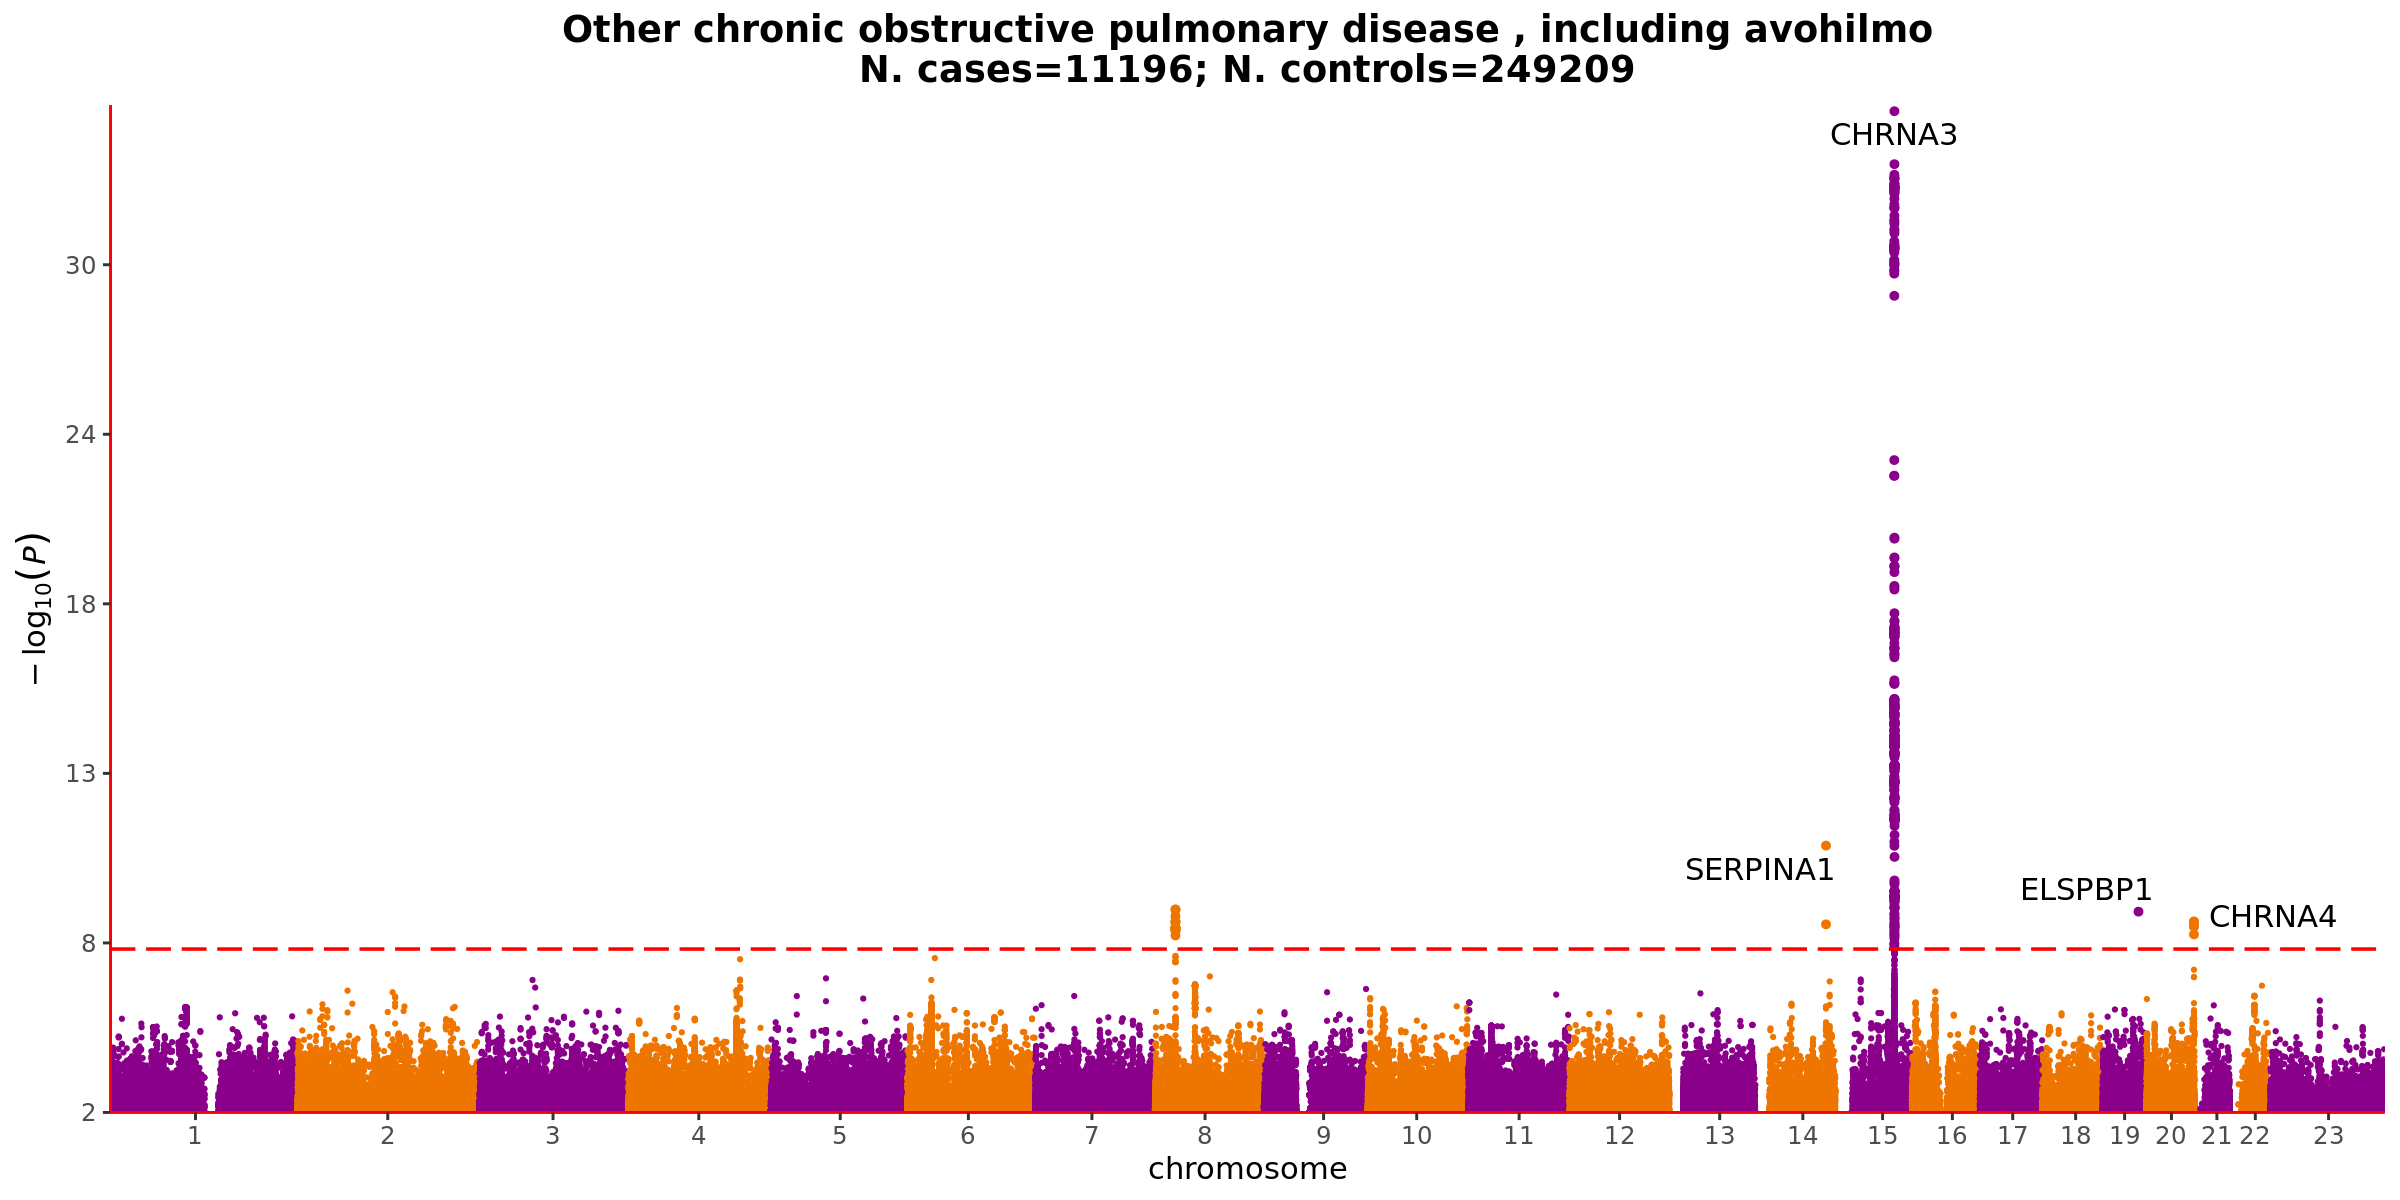 Other chronic obstructive pulmonary disease , including avohilmo
N. cases=11196; N. controls=249209
CHRNA3
30
24
− log10(P)
18
13
SERPINA1
ELSPBP1
CHRNA4
8
2
1 2 3 4 5 6 7 8 9 10 11 12 13 14 15 16 17 18 19 20 21 22 23
chromosome